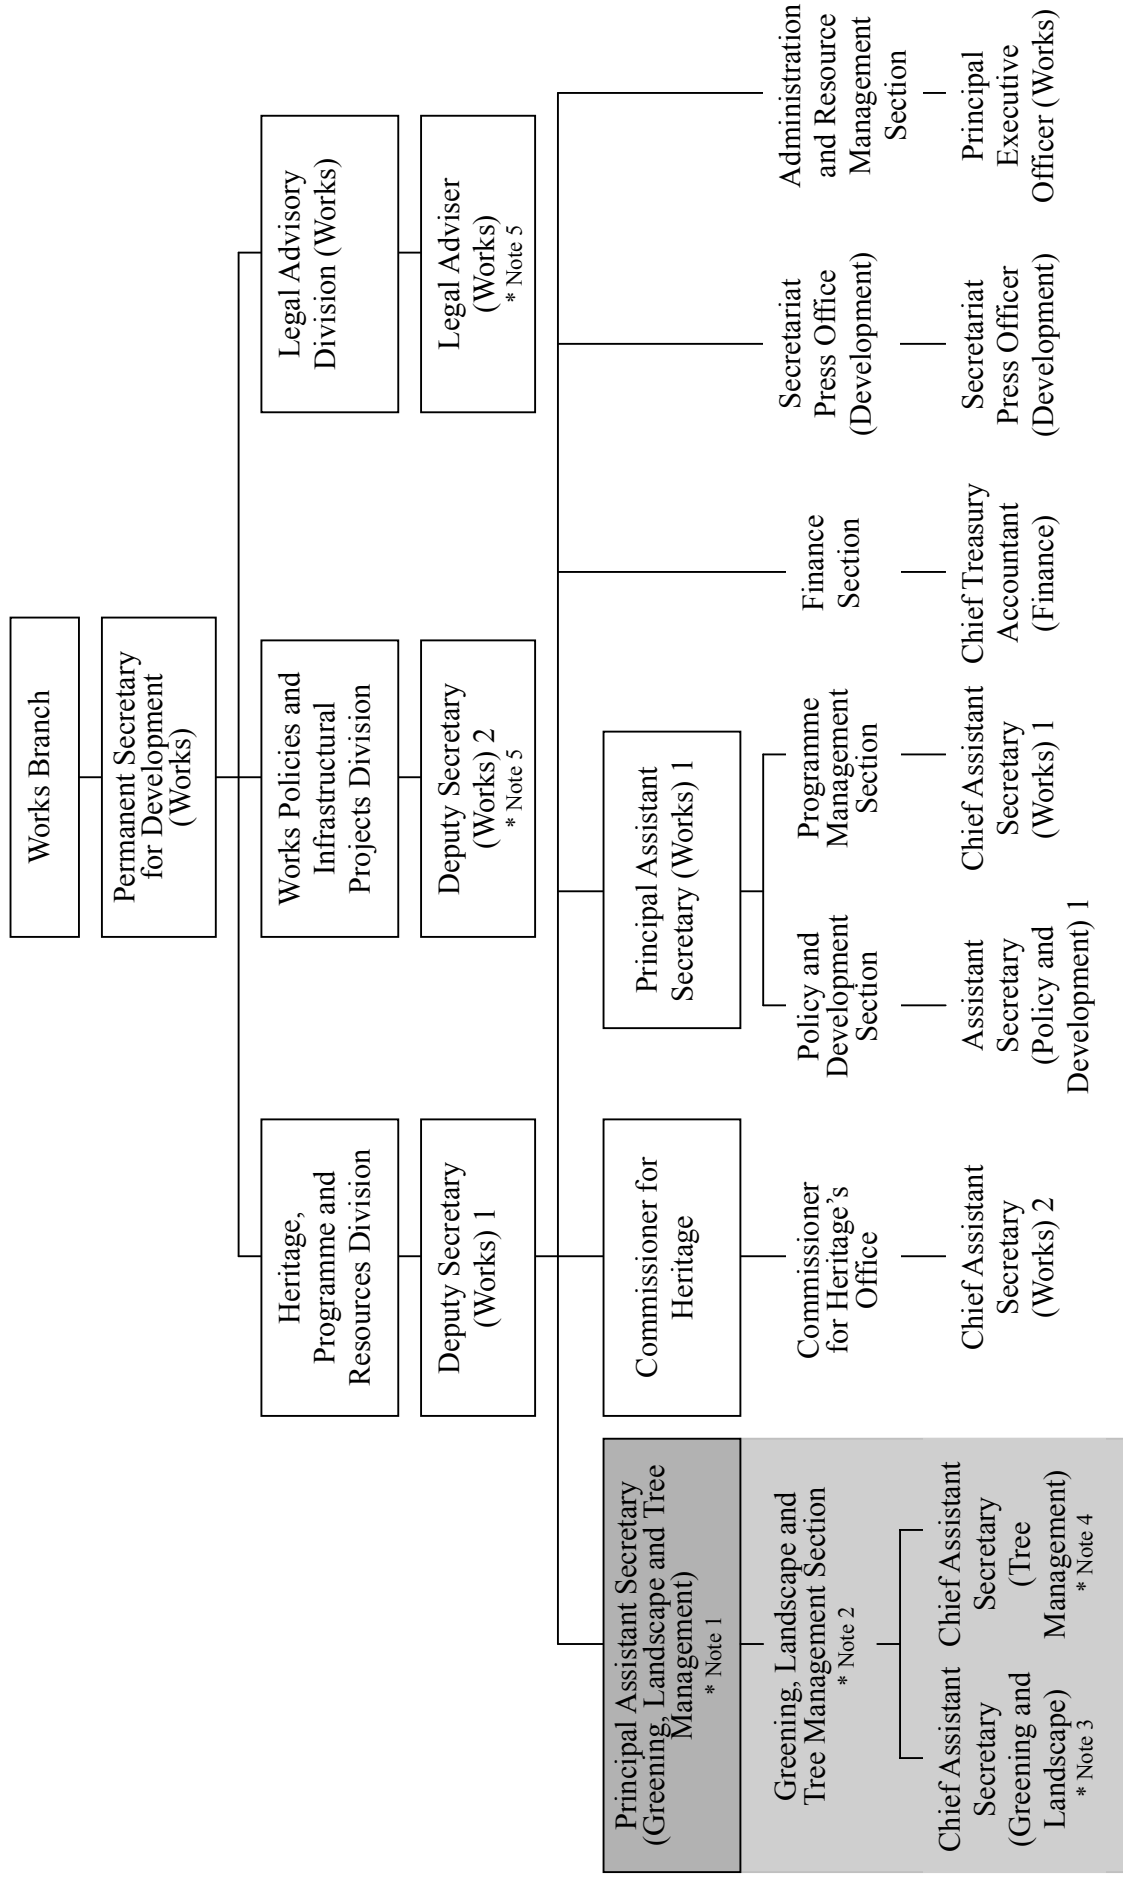 Works Branch
Permanent Secretary
for Development
(Works)
Heritage,
Programme and
Resources Division
Works Policies and
Infrastructural
Projects Division
Legal Advisory
Division (Works)
Deputy Secretary
(Works) 1
Deputy Secretary
(Works) 2
* Note 5
Legal Adviser
(Works)
* Note 5
Principal Assistant Secretary
(Greening, Landscape and Tree
Management)
* Note 1
Commissioner for
Heritage
Principal Assistant
Secretary (Works) 1
Greening, Landscape and
Tree Management Section
* Note 2
Commissioner
for Heritage’s
Office
Policy and
Development
Section
Programme
Management
Section
Finance
Section
Secretariat
Press Office
(Development)
Administration
and Resource
Management
Section
Chief Assistant
Secretary
(Greening and
Landscape)
* Note 3
Chief Assistant
Secretary
(Tree
Management)
* Note 4
Chief Assistant
Secretary
(Works) 2
Assistant
Secretary
(Policy and
Development) 1
Chief Assistant
Secretary
(Works) 1
Chief Treasury
Accountant
(Finance)
Secretariat
Press Officer
(Development)
Principal
Executive
Officer (Works)